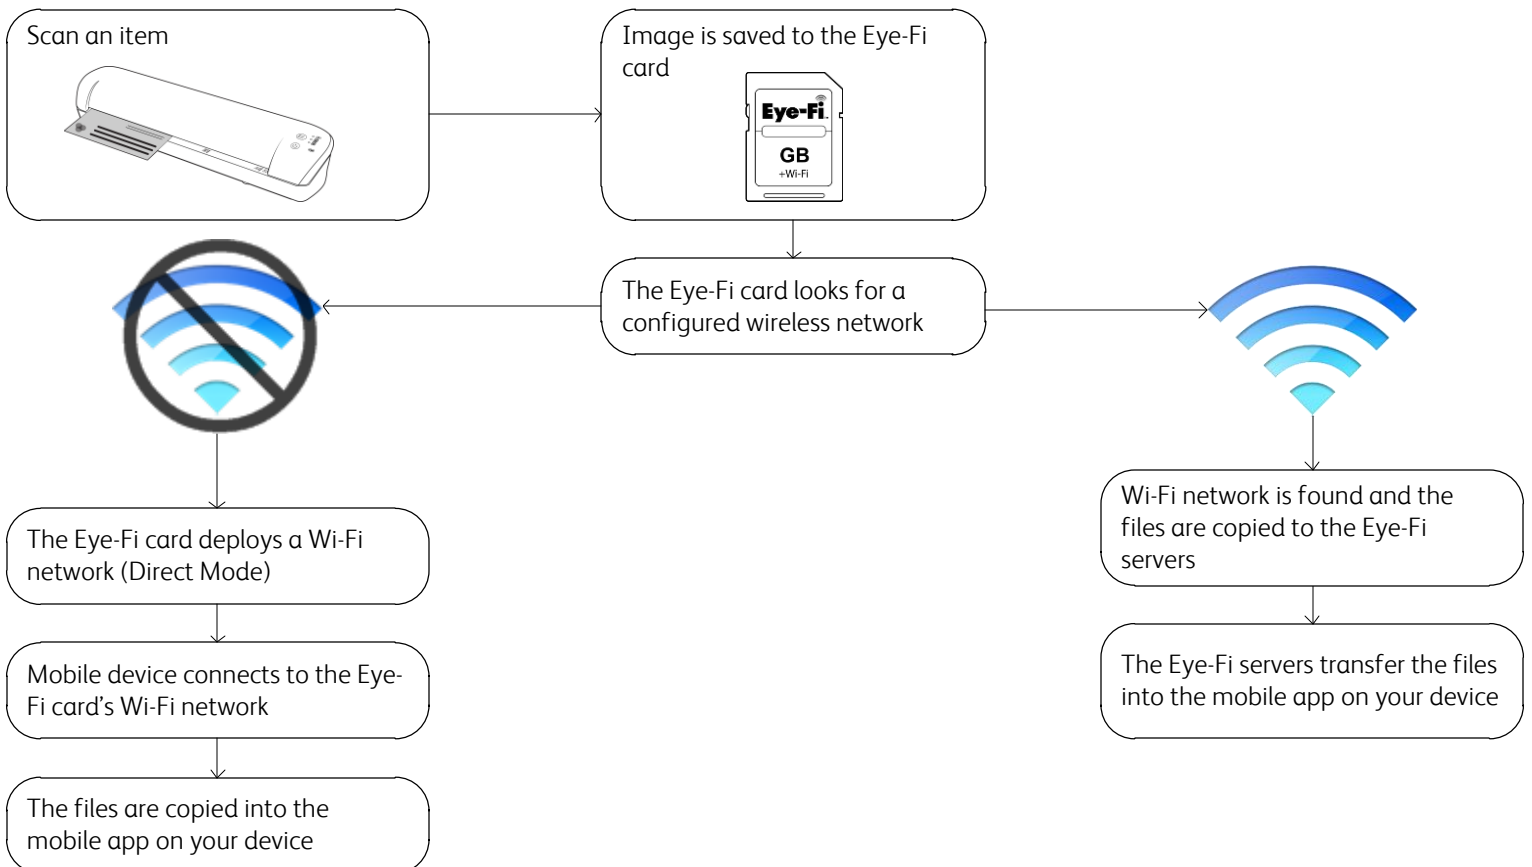 Scan an item
Image is saved to the Eye-Fi
card
Eye-Fi
GB
+Wi-Fi
The Eye-Fi card looks for a
configured wireless network
The Eye-Fi card deploys a Wi-Fi
network (Direct Mode)
Mobile device connects to the Eye-
Fi card’s Wi-Fi network
The files are copied into the
mobile app on your device
Wi-Fi network is found and the
files are copied to the Eye-Fi
servers
The Eye-Fi servers transfer the files
into the mobile app on your device